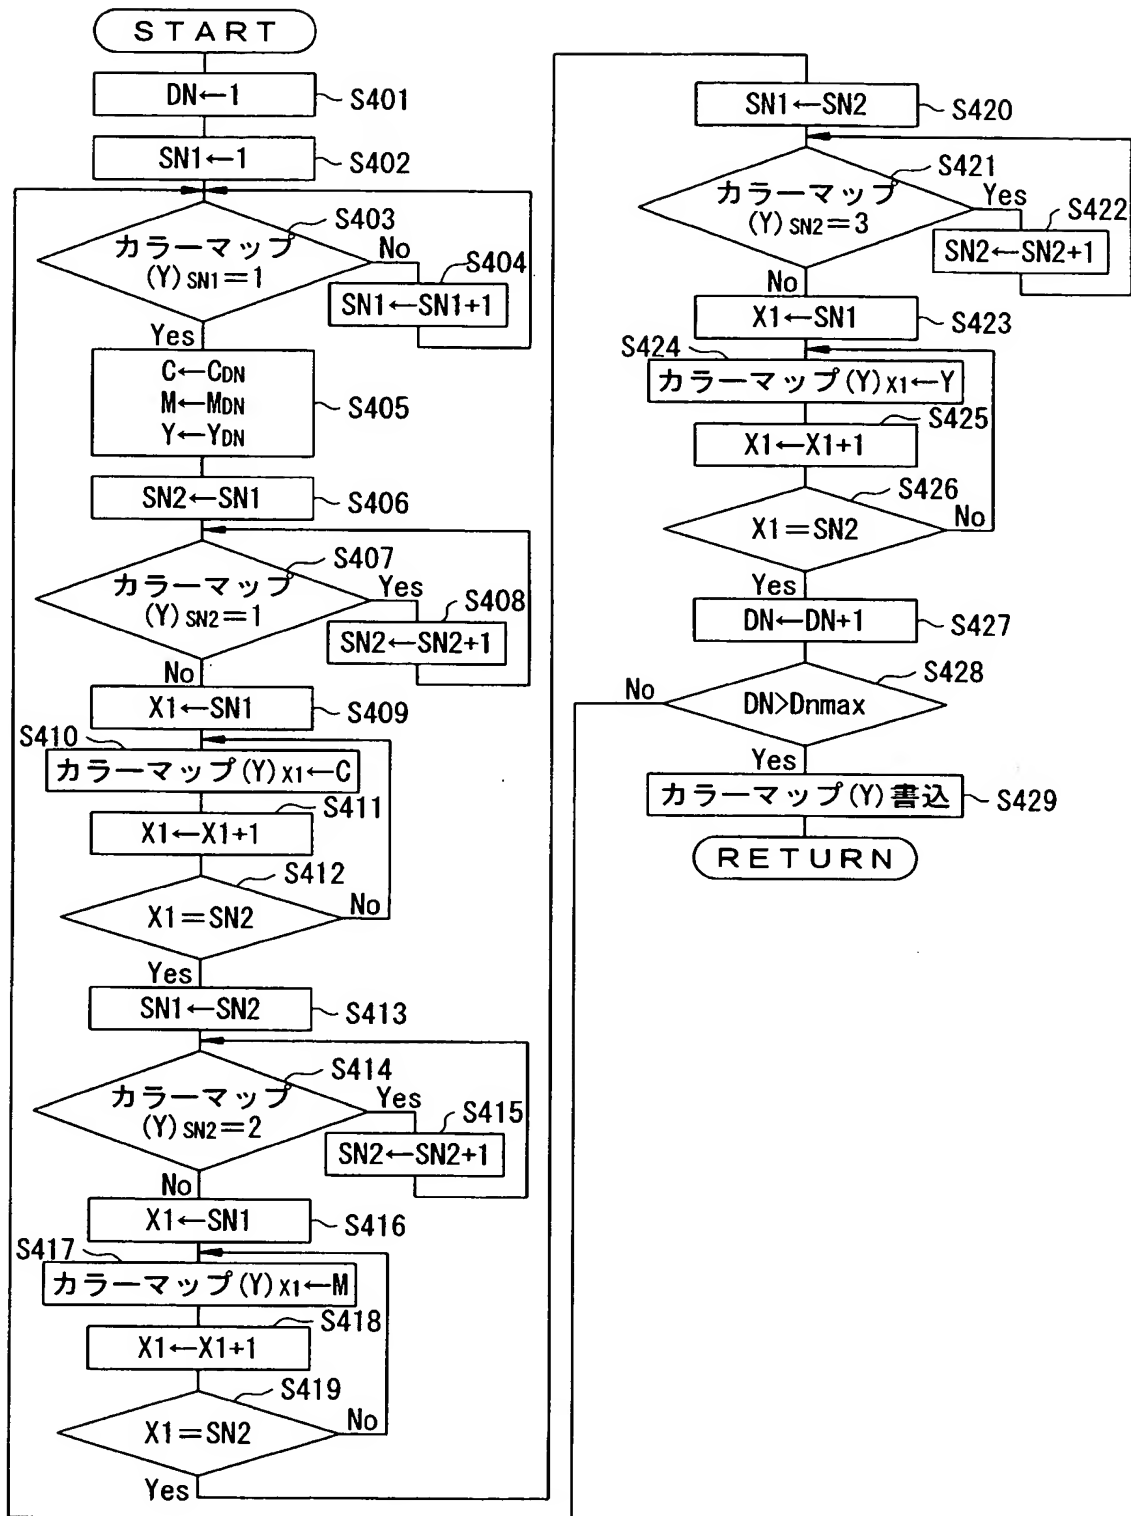 START
DN←1
S401
SN1←1
S402
S403
カラーマップ
(Y) SN1=1
No
S404
SN1←SN1+1
Yes
C←CDN
M←MDN
Y←YDN
S405
SN2←SN1
S406
S407
カラーマップ
(Y) SN2=1
Yes
S408
SN2←SN2+1
No
X1←SN1
S409
S410
カラーマップ(Y) X1←C
S411
X1←X1+1
S412
X1=SN2
No
Yes
SN1←SN2
S413
S414
カラーマップ
(Y) SN2=2
Yes
S415
SN2←SN2+1
No
X1←SN1
S416
S417
カラーマップ(Y) X1←M
S418
X1←X1+1
S419
X1=SN2
No
Yes
SN1←SN2
S420
S421
カラーマップ
(Y) SN2=3
Yes
S422
SN2←SN2+1
No
X1←SN1
S423
S424
カラーマップ(Y) X1←Y
S425
X1←X1+1
S426
X1=SN2
No
Yes
DN←DN+1
S427
S428
No
DN>Dnmax
Yes
カラーマップ(Y)書込
S429
RETURN